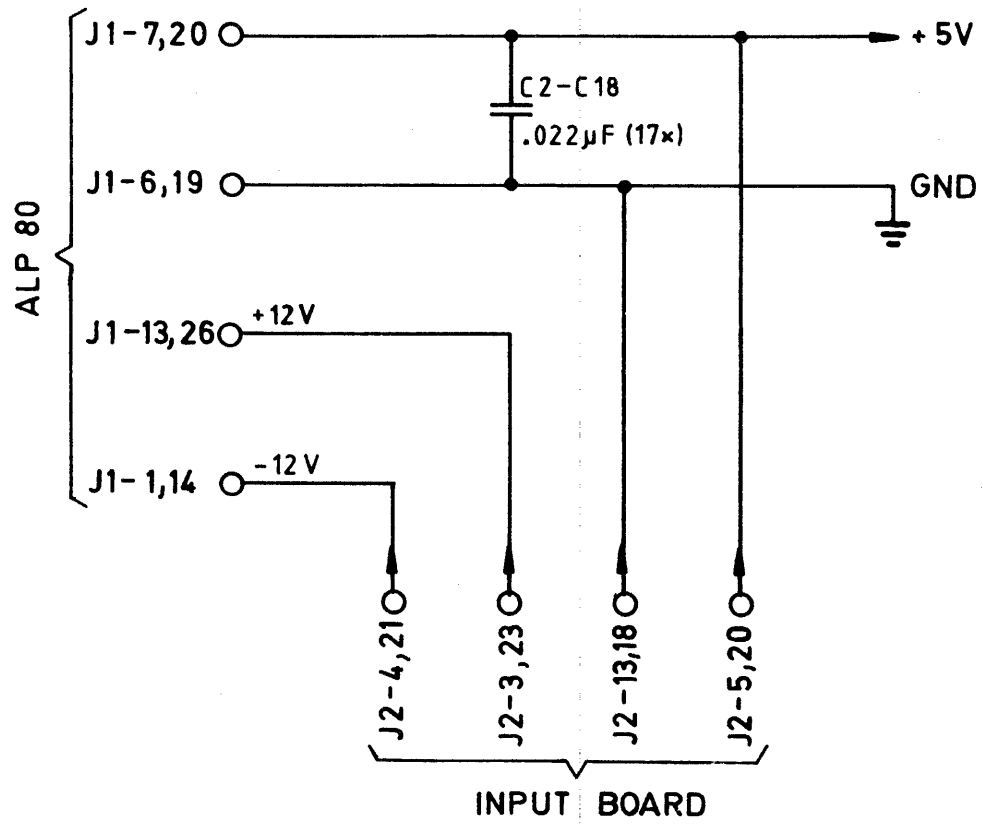 J1-7,20
+5V
C2-C18
.022µF (17×)
J1-6,19
GND
ALP 80
J1-13,26
+12V
J1-1,14
-12V
J2-4,21
J2-3,23
J2-13,18
J2-5,20
INPUT BOARD